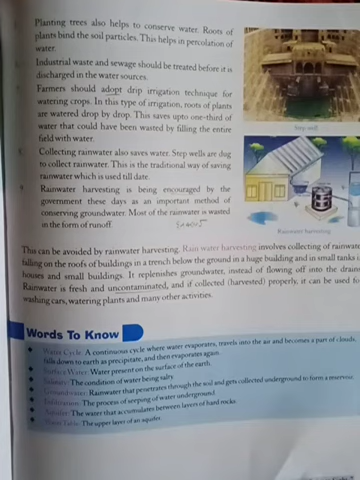 Planting trees also helps to conserve water. Roots of
plants bind the soil particles. This helps in percolation of
water.
Industrial waste and sewage should be treated before it is
discharged in the water sources.
Farmers should adopt drip irrigation technique for
watering crops. In this type of irrigation, roots of plants
are watered drop by drop. This saves upto one-third of
water that could have been wasted by filling the entire
field with water.
Collecting rainwater also saves water. Step wells are dug
to collect rainwater. This is the traditional way of saving
rainwater which is used till date.
Rainwater harvesting is being encouraged by the
government these days as an important method of
conserving groundwater. Most of the rainwater is wasted
in the form of runoff.
Step well
Rainwater harvesting
This can be avoided by rainwater harvesting. Rain water harvesting involves collecting of rainwate
falling on the roofs of buildings in a trench below the ground in a huge building and in small tanks i
houses and small buildings. It replenishes groundwater, instead of flowing off into the drain
Rainwater is fresh and uncontaminated, and if collected (harvested) properly, it can be used fo
washing cars, watering plants and many other activities.
Words To Know
Water Cycle: A continuous cycle where water evaporates, travels into the air and becomes a part of clouds,
falls down to earth as precipitate, and then evaporates again.
Surface Water: Water present on the surface of the earth.
The condition of water being salty.
Groundwater: Rainwater that penetrates through the soil and gets collected underground to form a reservoir.
Infiltration: The process of seeping of water underground.
Aquifer: The water that accumulates between layers of hard rocks.
Water Table: The upper layer of an aquifer.